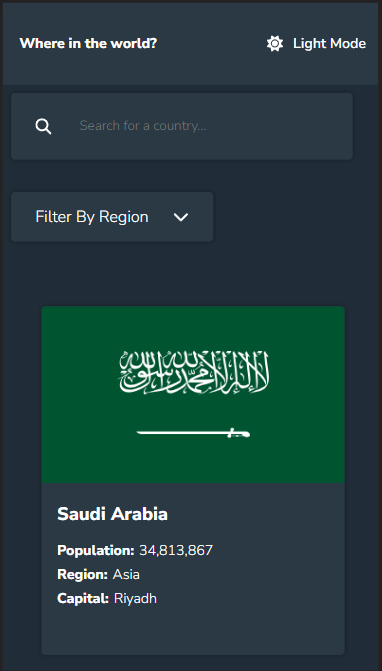 Where in the world?
Light Mode
Search for a country...
Filter By Region
لا إله إلا الله محمد رسول الله
Saudi Arabia
Population: 34,813,867
Region: Asia
Capital: Riyadh